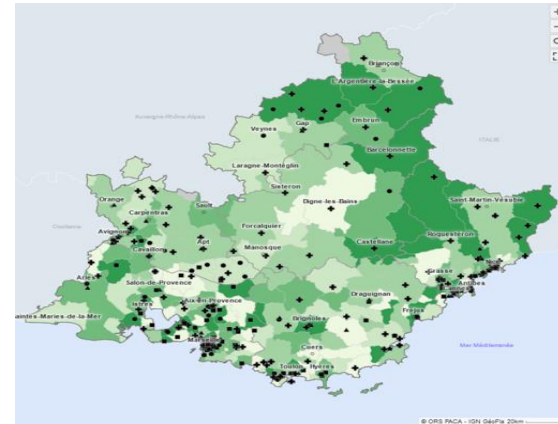 Briançon
L'Argentière-la-Bessée
Auvergne-Rhône-Alpes
Embrun
Gap
Veynes
ITALIE
Barcelonnette
Laragne-Montéglin
Sisteron
Digne-les-Bains
Saint-Martin-Vésubie
Orange
Sault
Carpentras
Forcalquier
Roquesteron
Avignon
Occitanie
Cavaillon
Apt
Manosque
Castellane
Grasse
Nice
Arles
Salon-de-Provence
Antibes
Cannes
Draguignan
Aix-en-Provence
Istres
Brignoles
Fréjus
Saintes-Maries-de-la-Mer
Marseille
Cuers
Mer Méditerranée
Toulon
Hyères
© ORS PACA - IGN GéoFla 20km